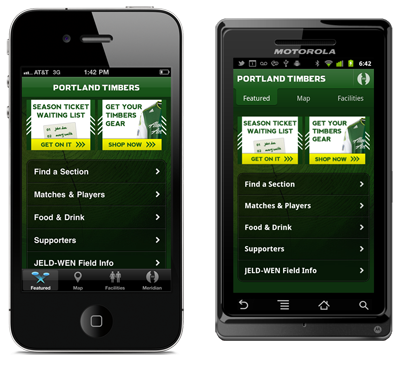 AT&T 3G 1:42 PM
PORTLAND TIMBERS
SEASON TICKET
WAITING LIST
GET ON IT >>>
GET YOUR
TIMBERS
GEAR
SHOP NOW >>>
Find a Section
Matches & Players
Food & Drink
Supporters
JELD-WEN Field Info
Featured Map Facilities Meridian
MOTOROLA
6:42
PORTLAND TIMBERS
Featured Map Facilities
SEASON TICKET
WAITING LIST
GET ON IT >>>
GET YOUR
TIMBERS
GEAR
SHOP NOW >>>
Find a Section
Matches & Players
Food & Drink
Supporters
JELD-WEN Field Info